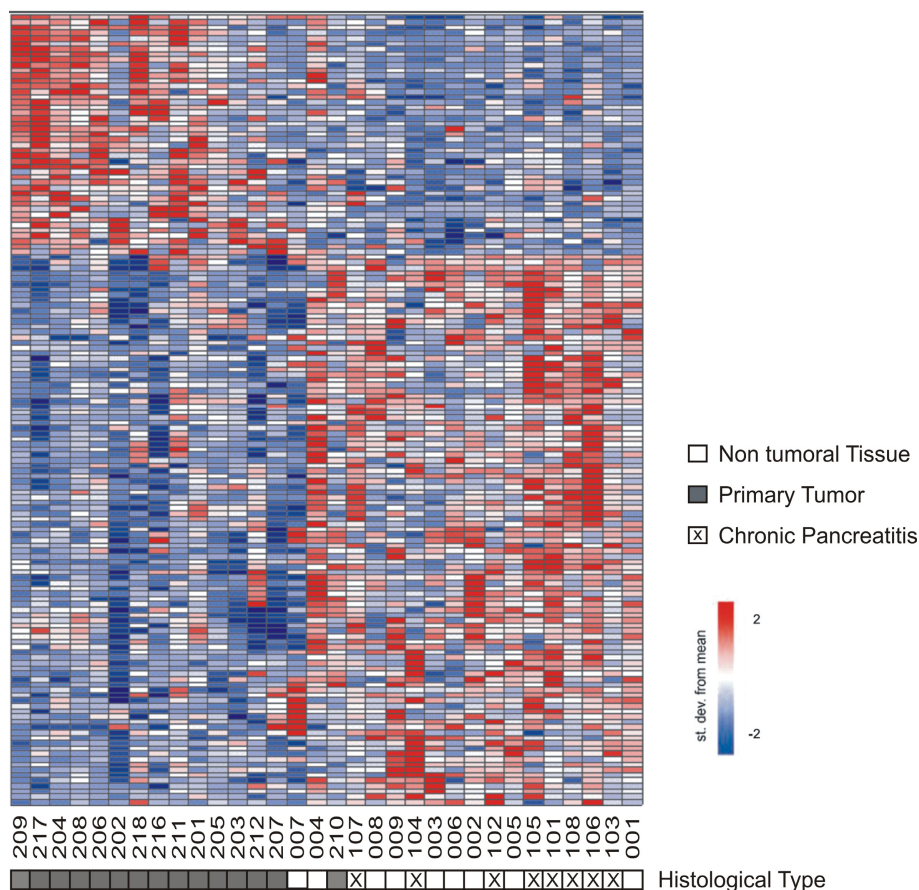 Non tumoral Tissue
Primary Tumor
X Chronic Pancreatitis
st. dev. from mean
2
-2
209 217 204 208 206 202 218 216 211 201 205 203 212 207 007 004 210 107 008 009 104 003 006 002 102 005 105 101 108 106 103 001
X X X X X X X X Histological Type